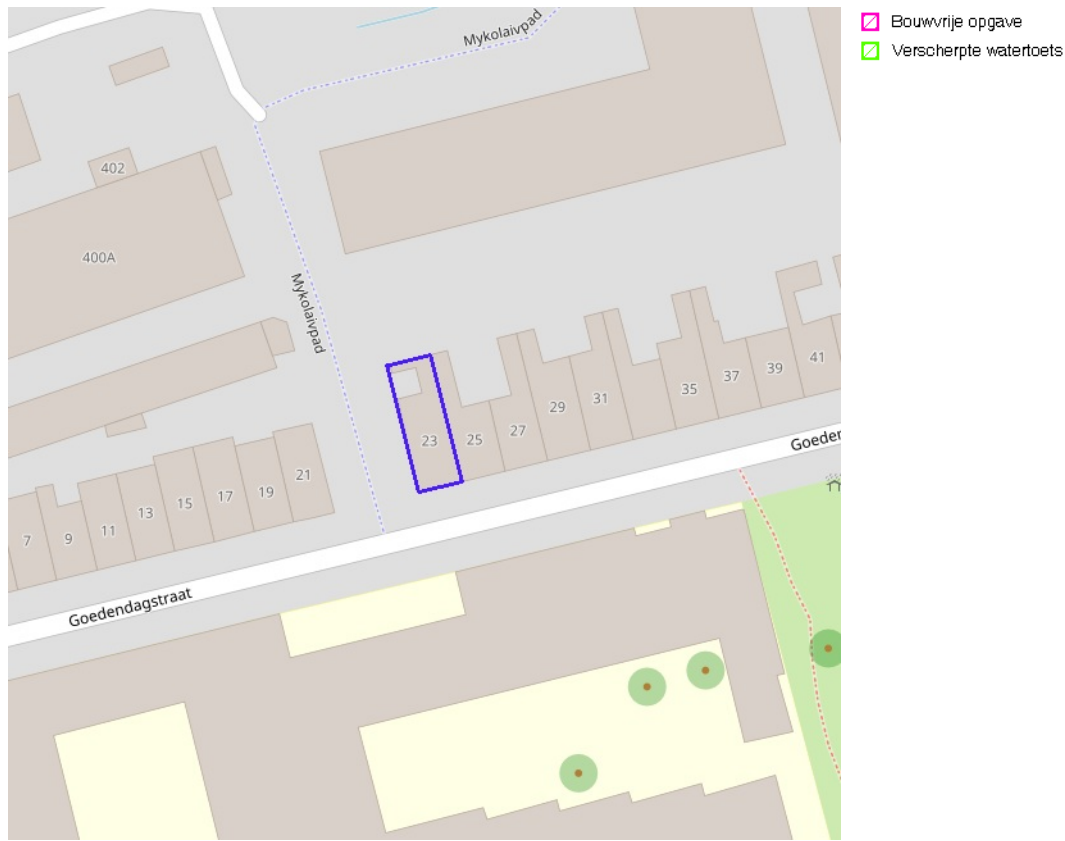 Mykolaivpad
Bouwvrije opgave
Verscherpte watertoets
402
400A
Mykolaivpad
41
39
37
35
31
29
27
25
23
21
19
17
15
13
11
9
7
Goeden
Goedendagstraat